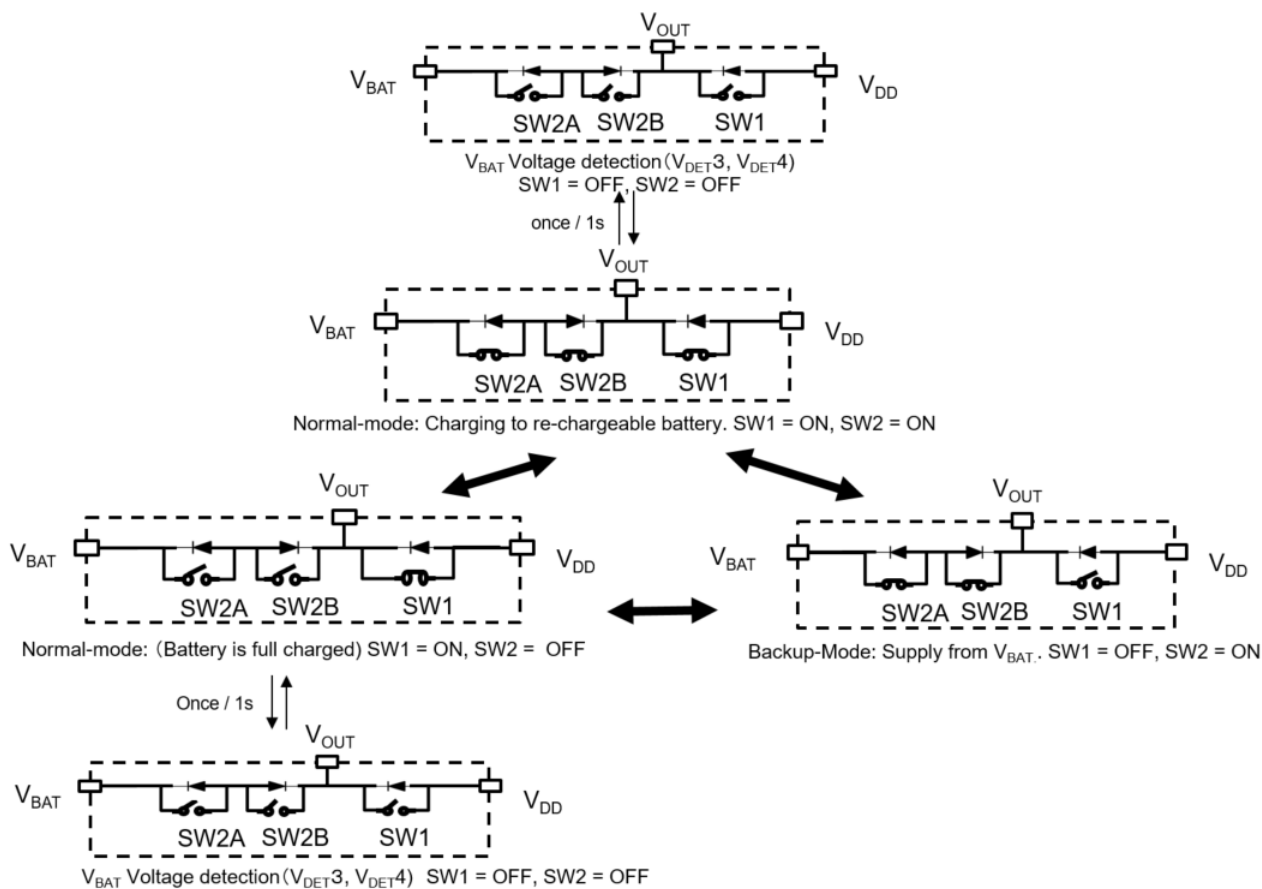 VOUT
VBAT
VDD
SW2A SW2B SW1
VBAT Voltage detection(VDET3, VDET4)
SW1 = OFF, SW2 = OFF
once / 1s
VOUT
VBAT
VDD
SW2A SW2B SW1
Normal-mode: Charging to re-chargeable battery. SW1 = ON, SW2 = ON
VOUT
VBAT
VDD
SW2A SW2B SW1
Normal-mode: (Battery is full charged) SW1 = ON, SW2 = OFF
VOUT
VBAT
VDD
SW2A SW2B SW1
Backup-Mode: Supply from VBAT.. SW1 = OFF, SW2 = ON
Once / 1s
VOUT
VBAT
VDD
SW2A SW2B SW1
VBAT Voltage detection(VDET3, VDET4) SW1 = OFF, SW2 = OFF